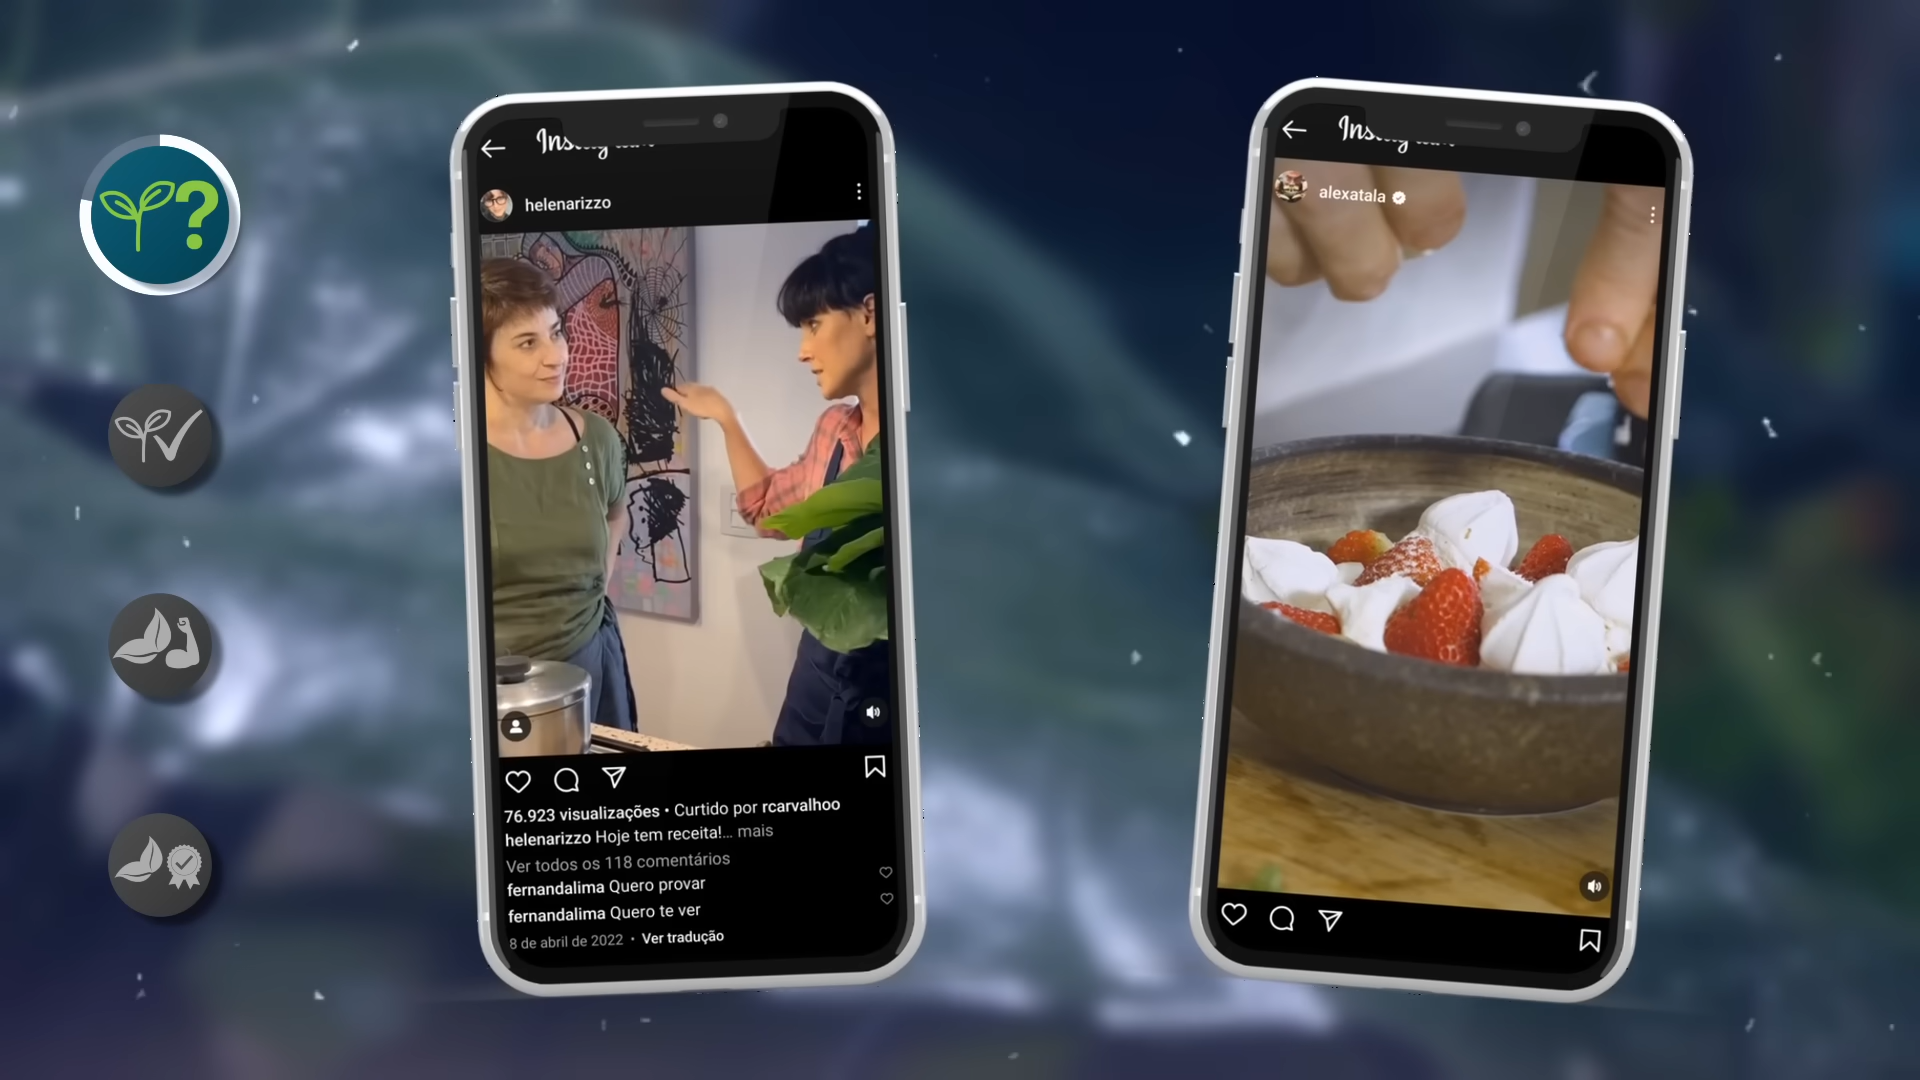 helenarizzo
76.923 visualizações • Curtido por rcarvalhoo
helenarizzo Hoje tem receita!... mais
Ver todos os 118 comentários
fernandalima Quero provar
fernandalima Quero te ver
8 de abril de 2022 • Ver tradução
alexatala
?